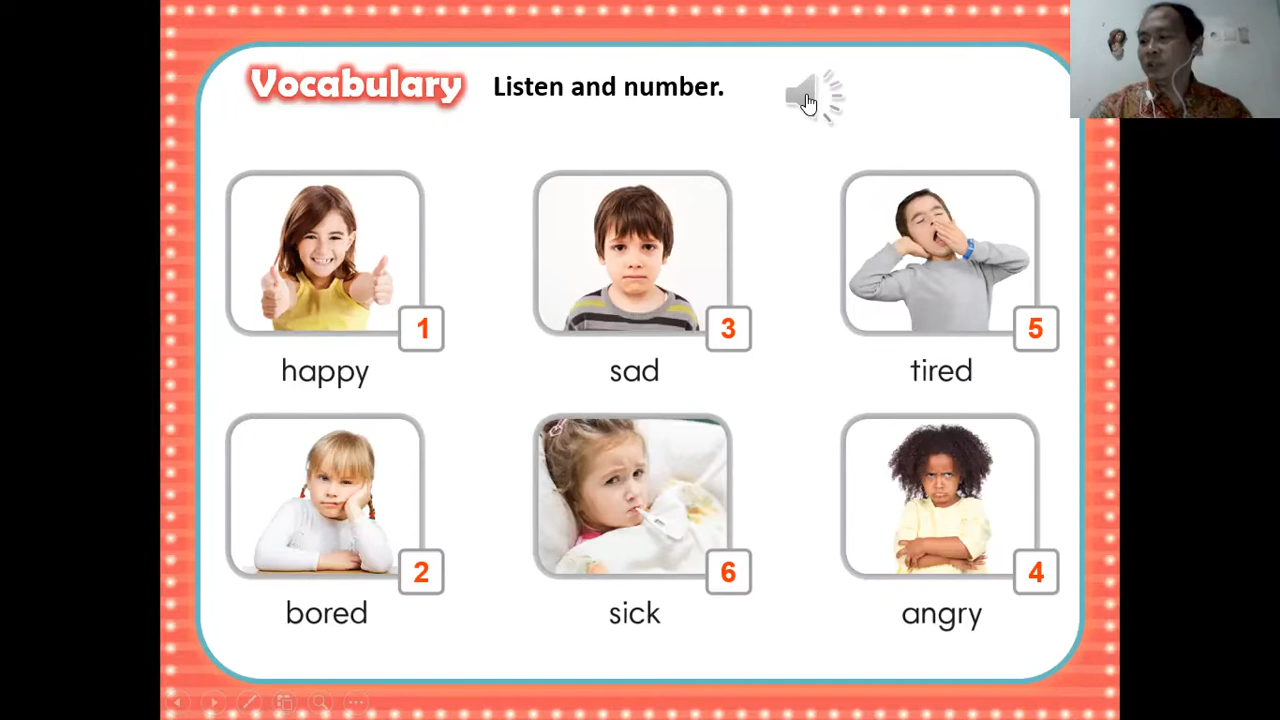 Vocabulary Listen and number.
1 3 5
happy sad tired
2 6 4
bored sick angry